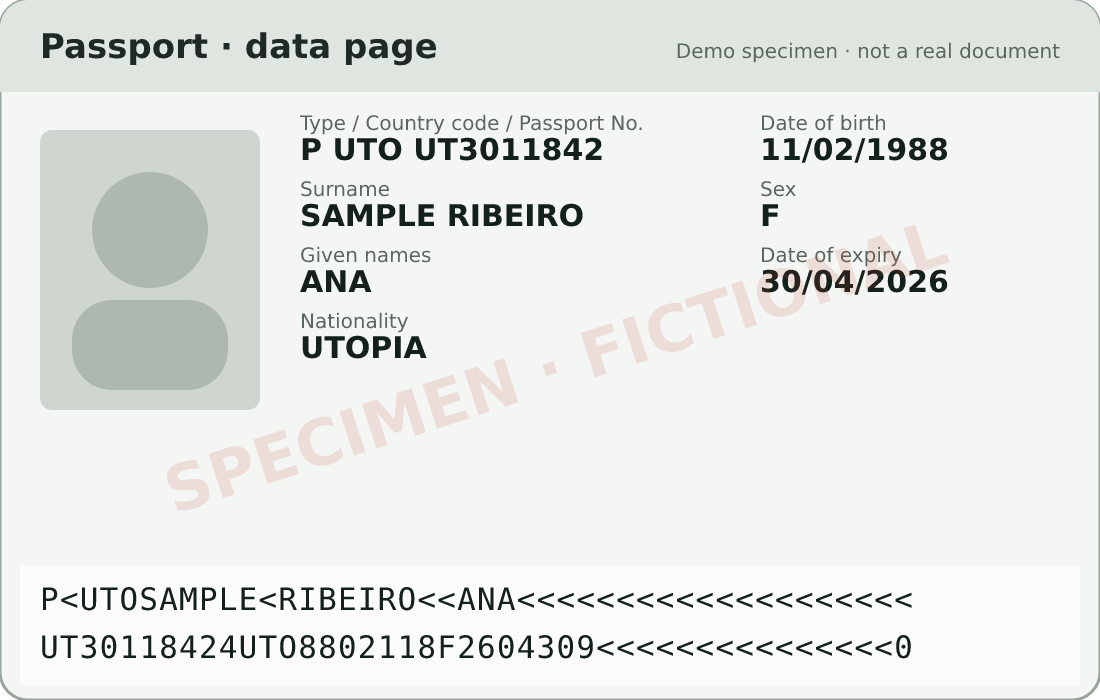 Passport · data page
Demo specimen · not a real document
Type / Country code / Passport No.
P UTO UT3011842
Date of birth
11/02/1988
Surname
SAMPLE RIBEIRO
Sex
F
Given names
ANA
Date of expiry
30/04/2026
Nationality
UTOPIA
SPECIMEN · FICTIONAL
P<UTOSAMPLE<RIBEIRO<<ANA<<<<<<<<<<<<<<<<<<<<
UT30118424UTO8802118F2604309<<<<<<<<<<<<<<<0